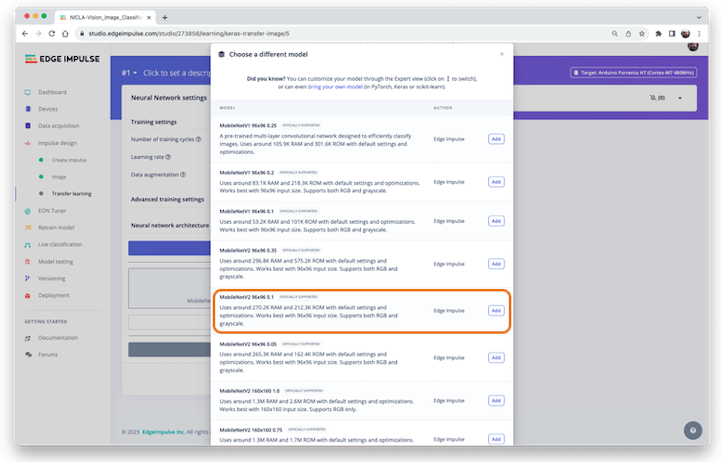 NICLA-Vision_Image_Classif
studio.edgeimpulse.com/studio/273858/learning/keras-transfer-image/5
EDGE IMPULSE
Dashboard
Devices
Data acquisition
Impulse design
Create impulse
Image
Transfer learning
EON Tuner
Retrain model
Live classification
Model testing
Versioning
Deployment
GETTING STARTED
Documentation
Forums
#1 Click to set a descrip
Target: Arduino Portenta H7 (Cortex-M7 480MHz)
Neural Network settings
(0)
Training settings
Number of training cycles
Learning rate
Data augmentation
Advanced training settings
Neural network architecture
MobileNe
© 2023 EdgeImpulse Inc. All rights
Choose a different model
Did you know? You can customize your model through the Expert view (click on ⋮ to switch),
or can even bring your own model (in PyTorch, Keras or scikit-learn).
MODEL AUTHOR
MobileNetV1 96x96 0.25 OFFICIALLY SUPPORTED
A pre-trained multi-layer convolutional network designed to efficiently classify
images. Uses around 105.9K RAM and 301.6K ROM with default settings and
optimizations.
Edge Impulse Add
MobileNetV1 96x96 0.2 OFFICIALLY SUPPORTED
Uses around 83.1K RAM and 218.3K ROM with default settings and optimizations.
Works best with 96x96 input size. Supports both RGB and grayscale.
Edge Impulse Add
MobileNetV1 96x96 0.1 OFFICIALLY SUPPORTED
Uses around 53.2K RAM and 101K ROM with default settings and optimizations.
Works best with 96x96 input size. Supports both RGB and grayscale.
Edge Impulse Add
MobileNetV2 96x96 0.35 OFFICIALLY SUPPORTED
Uses around 296.8K RAM and 575.2K ROM with default settings and
optimizations. Works best with 96x96 input size. Supports both RGB and
grayscale.
Edge Impulse Add
MobileNetV2 96x96 0.1 OFFICIALLY SUPPORTED
Uses around 270.2K RAM and 212.3K ROM with default settings and
optimizations. Works best with 96x96 input size. Supports both RGB and
grayscale.
Edge Impulse Add
MobileNetV2 96x96 0.05 OFFICIALLY SUPPORTED
Uses around 265.3K RAM and 162.4K ROM with default settings and
optimizations. Works best with 96x96 input size. Supports both RGB and
grayscale.
Edge Impulse Add
MobileNetV2 160x160 1.0 OFFICIALLY SUPPORTED
Uses around 1.3M RAM and 2.6M ROM with default settings and optimizations.
Works best with 160x160 input size. Supports RGB only.
Edge Impulse Add
MobileNetV2 160x160 0.75 OFFICIALLY SUPPORTED
Uses around 1.3M RAM and 1.7M ROM with default settings and optimizations.
Edge Impulse Add